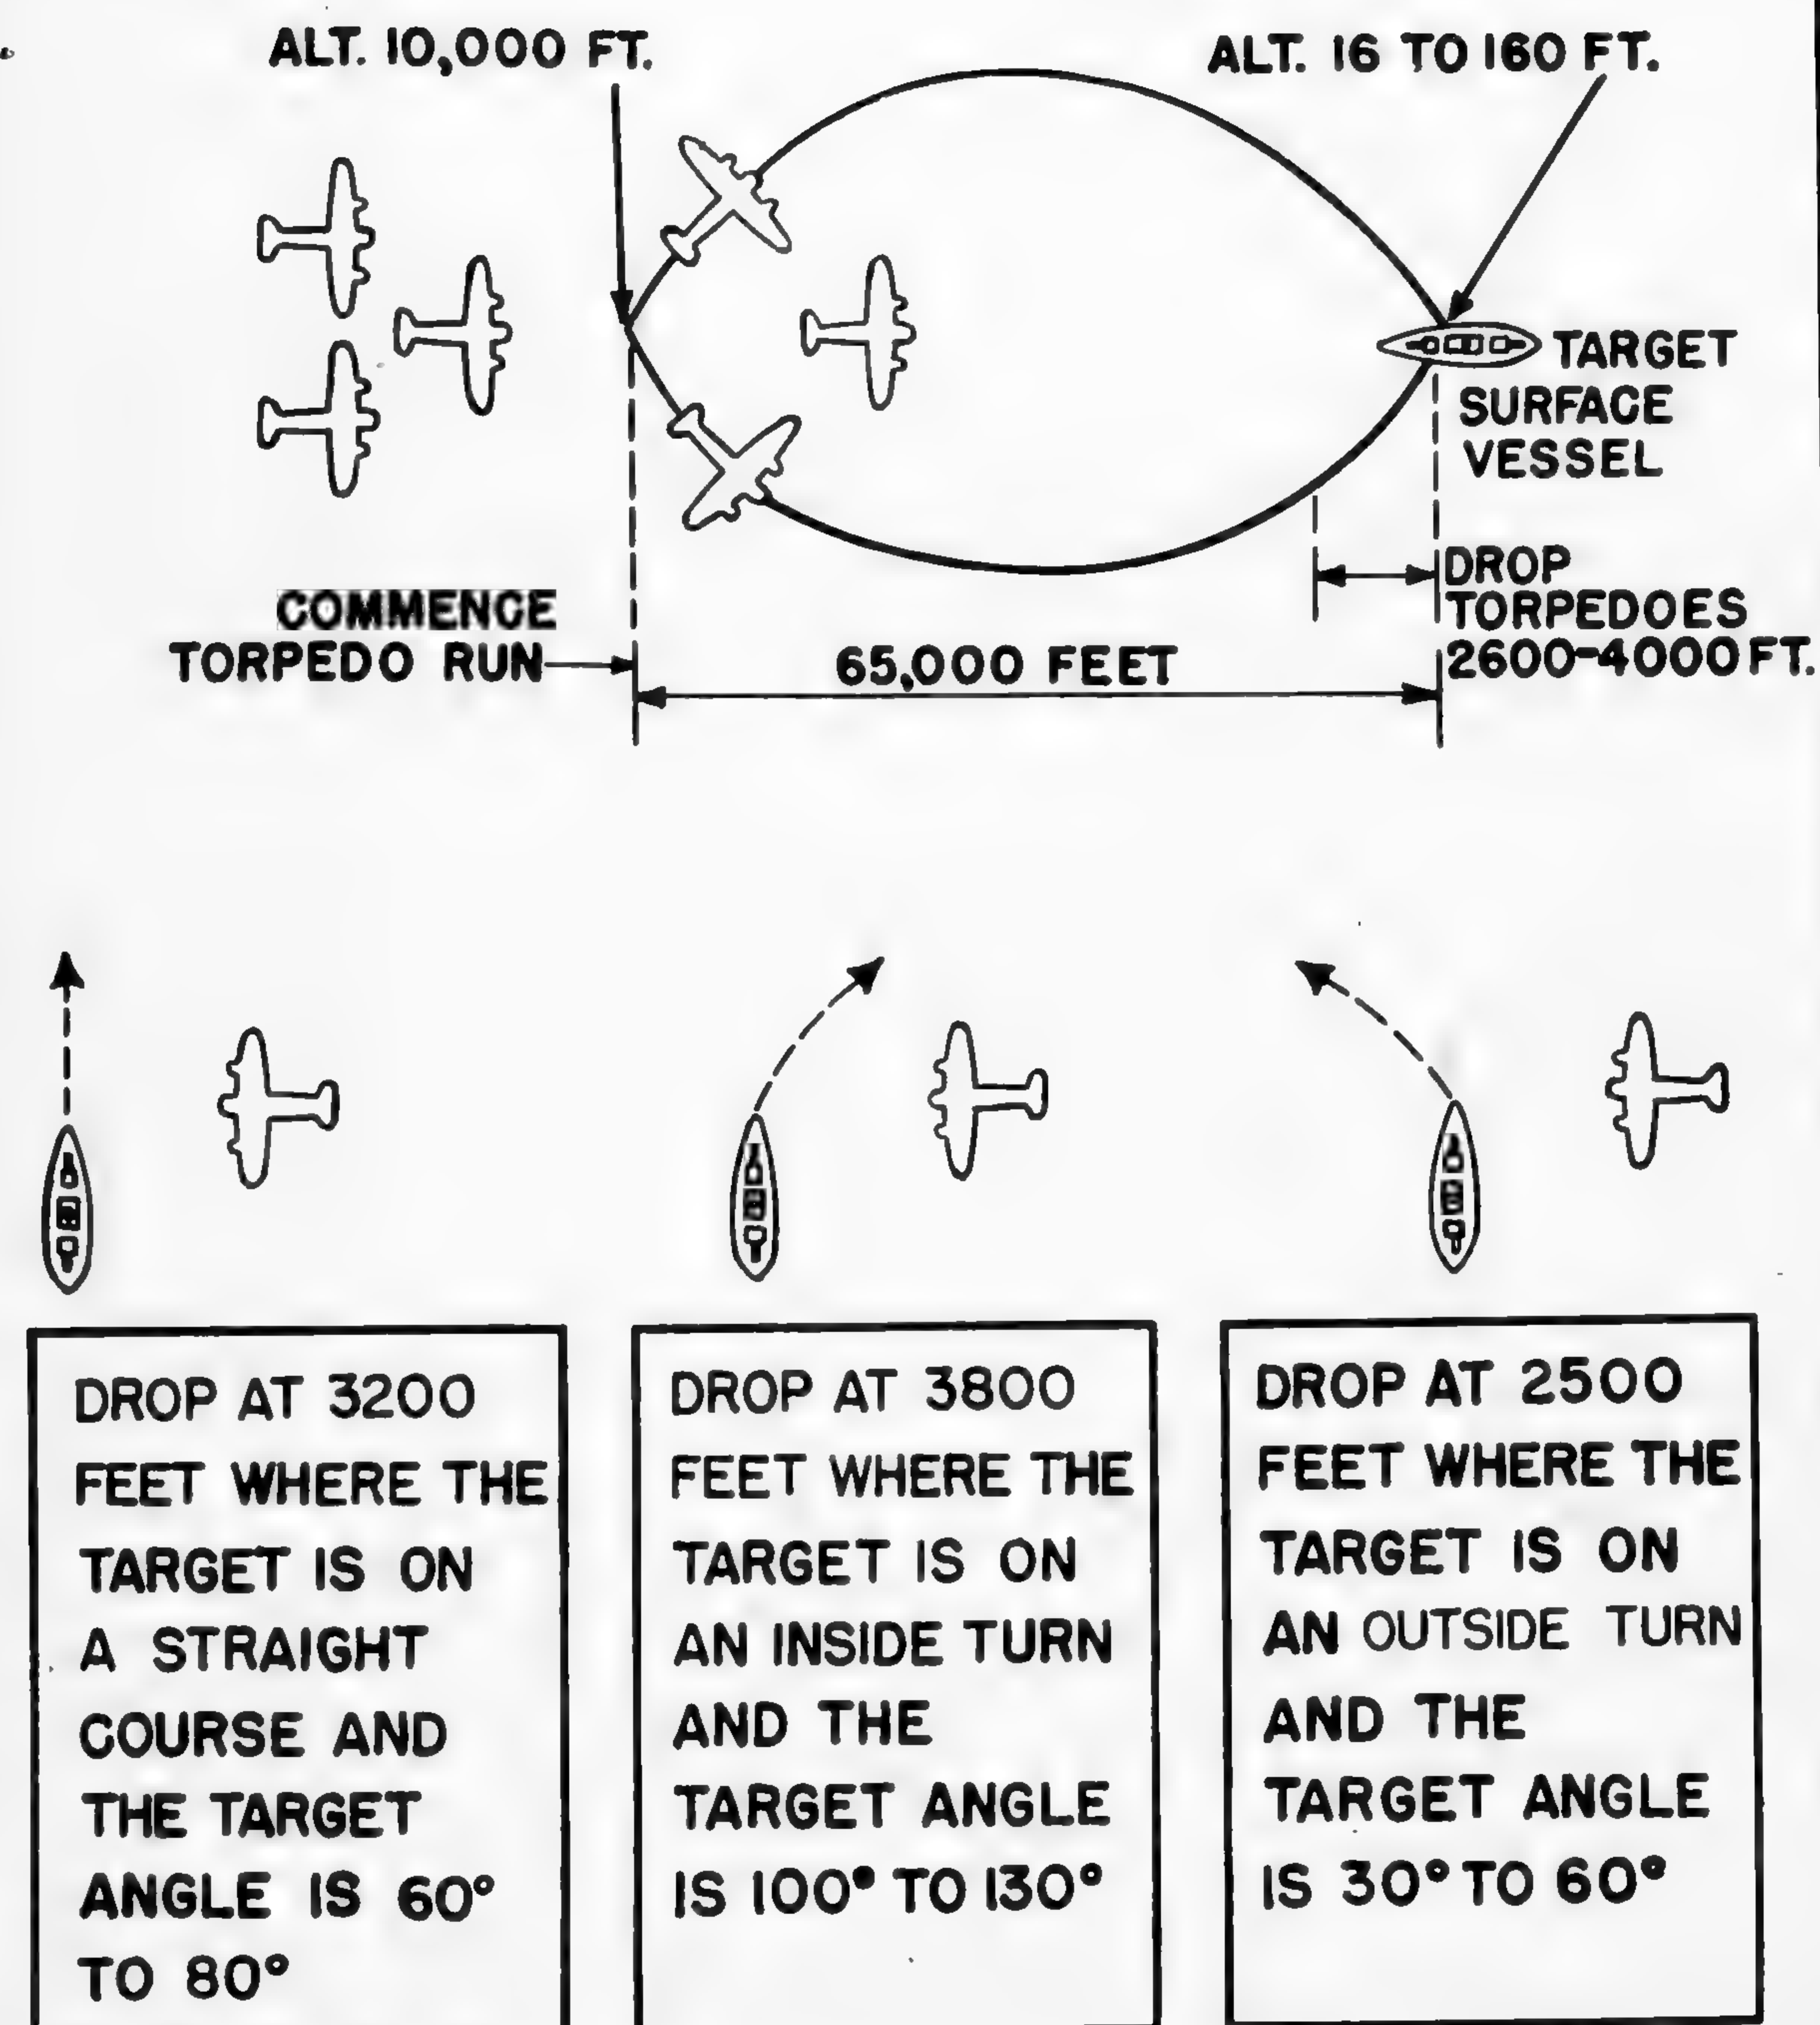 ALT. 10,000 FT.
ALT. 16 TO 160 FT.
TARGET
SURFACE
VESSEL
DROP
TORPEDOES
2600-4000 FT.
COMMENCE
TORPEDO RUN
65,000 FEET
DROP AT 3200
FEET WHERE THE
TARGET IS ON
A STRAIGHT
COURSE AND
THE TARGET
ANGLE IS 60°
TO 80°
DROP AT 3800
FEET WHERE THE
TARGET IS ON
AN INSIDE TURN
AND THE
TARGET ANGLE
IS 100° TO 130°
DROP AT 2500
FEET WHERE THE
TARGET IS ON
AN OUTSIDE TURN
AND THE
TARGET ANGLE
IS 30° TO 60°